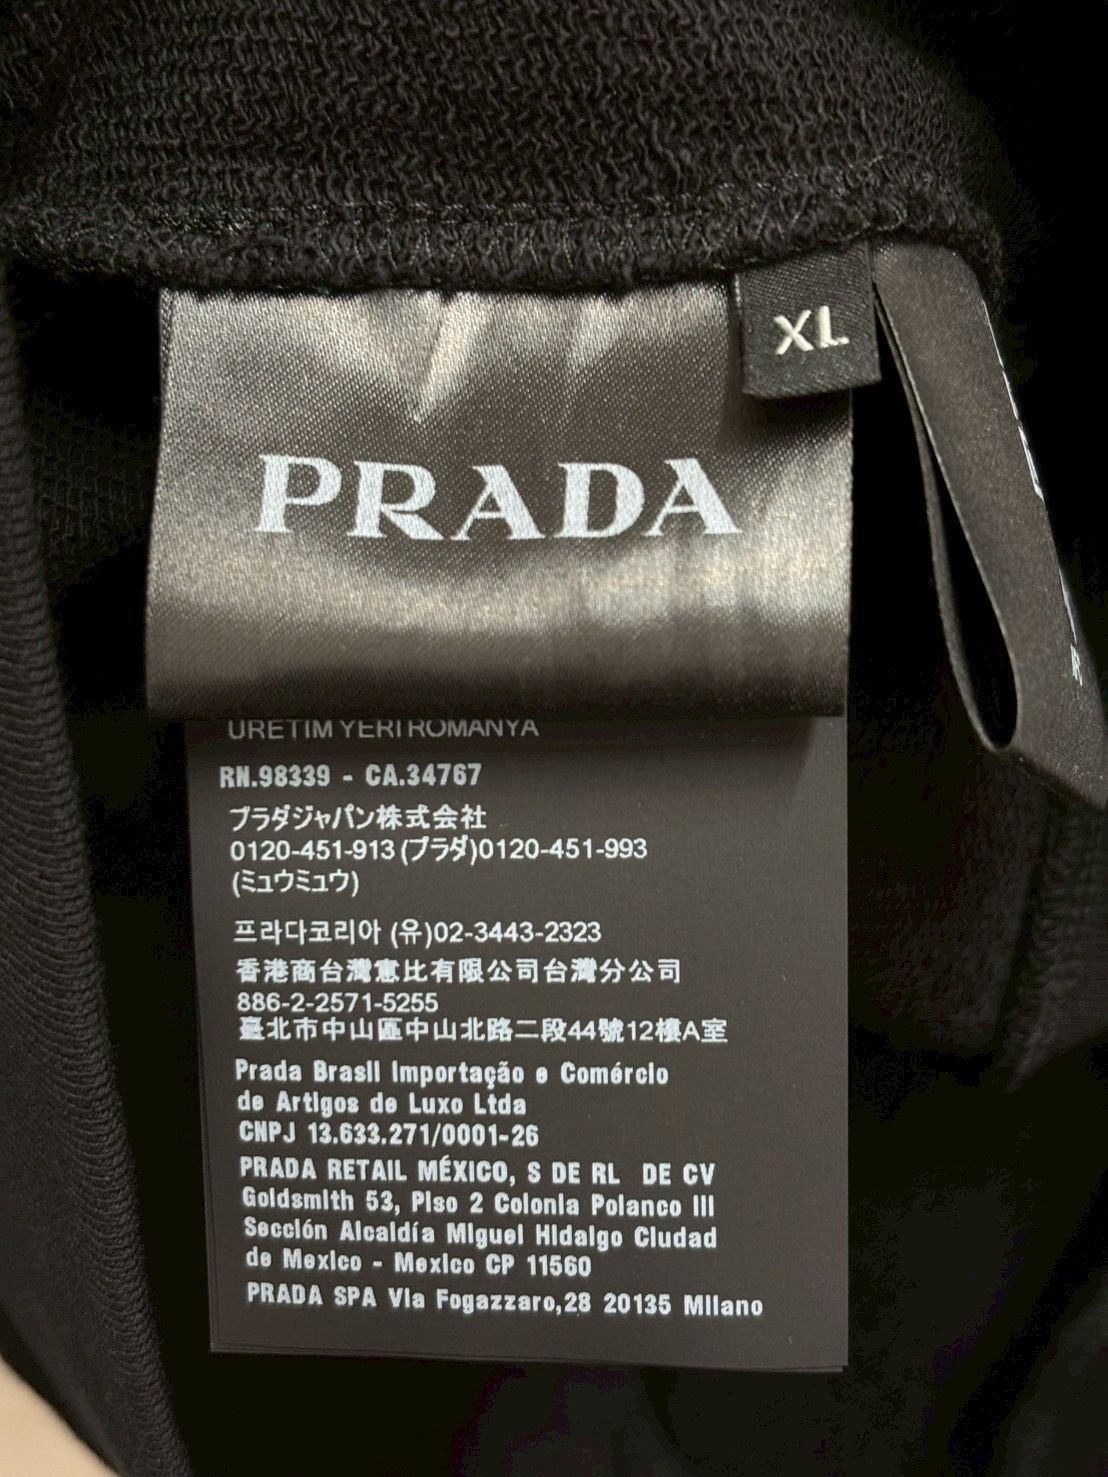 XL
PRADA
URETIM YERI ROMANYA
RN.98339 - CA.34767
プラダジャパン株式会社
0120-451-913 (プラダ)0120-451-993
(ミュウミュウ)
프라다코리아 (유)02-3443-2323
香港商台灣意比有限公司台灣分公司
886-2-2571-5255
臺北市中山區中山北路二段44號12樓A室
Prada Brasil Importação e Comércio
de Artigos de Luxo Ltda
CNPJ 13.633.271/0001-26
PRADA RETAIL MÉXICO, S DE RL DE CV
Goldsmith 53, Piso 2 Colonia Polanco III
Sección Alcaldía Miguel Hidalgo Ciudad
de Mexico - Mexico CP 11560
PRADA SPA Via Fogazzaro,28 20135 Milano